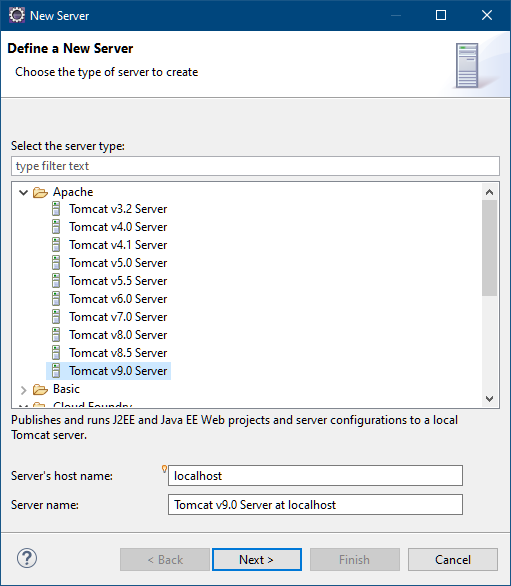 New Server
Define a New Server
Choose the type of server to create
Select the server type:
type filter text
Apache
Tomcat v3.2 Server
Tomcat v4.0 Server
Tomcat v4.1 Server
Tomcat v5.0 Server
Tomcat v5.5 Server
Tomcat v6.0 Server
Tomcat v7.0 Server
Tomcat v8.0 Server
Tomcat v8.5 Server
Tomcat v9.0 Server
Basic
Cloud Foundry
Publishes and runs J2EE and Java EE Web projects and server configurations to a local
Tomcat server.
Server's host name: localhost
Server name: Tomcat v9.0 Server at localhost
? < Back Next > Finish Cancel